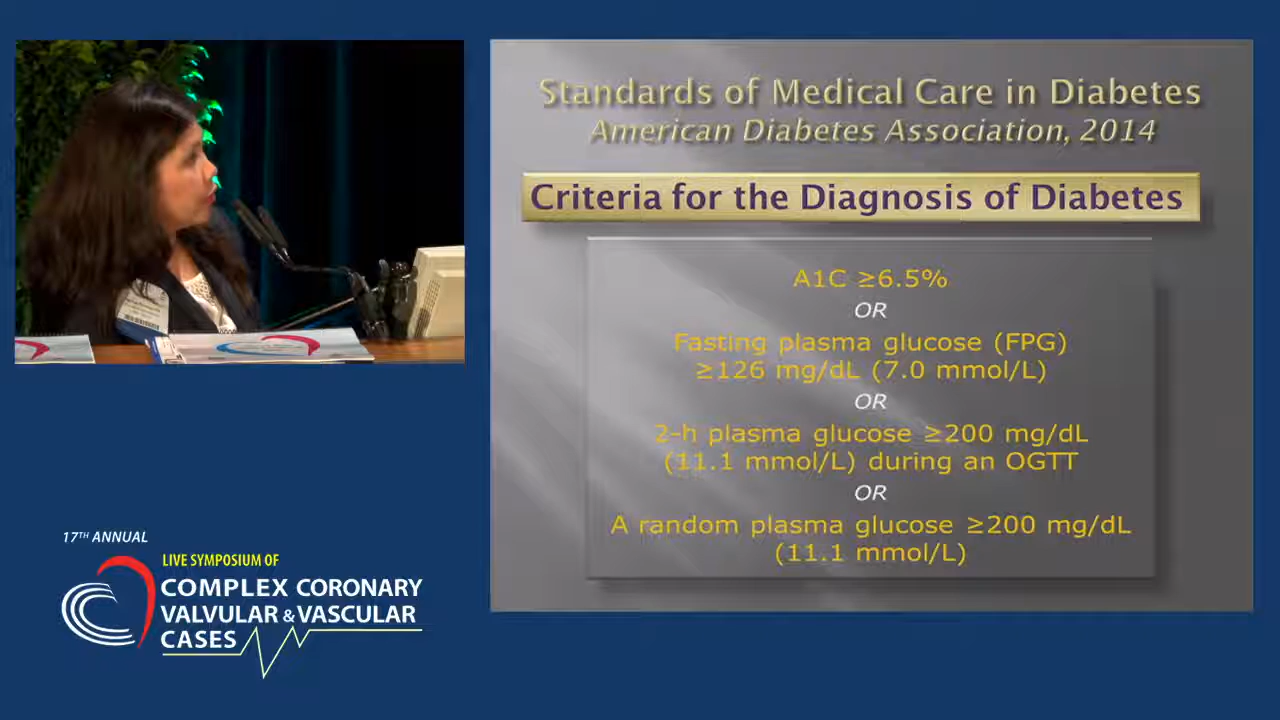 Standards of Medical Care in Diabetes
American Diabetes Association, 2014
Criteria for the Diagnosis of Diabetes
A1C ≥6.5%
OR
Fasting plasma glucose (FPG)
≥126 mg/dL (7.0 mmol/L)
OR
2-h plasma glucose ≥200 mg/dL
(11.1 mmol/L) during an OGTT
OR
A random plasma glucose ≥200 mg/dL
(11.1 mmol/L)
17TH ANNUAL
LIVE SYMPOSIUM OF
COMPLEX CORONARY
VALVULAR & VASCULAR
CASES